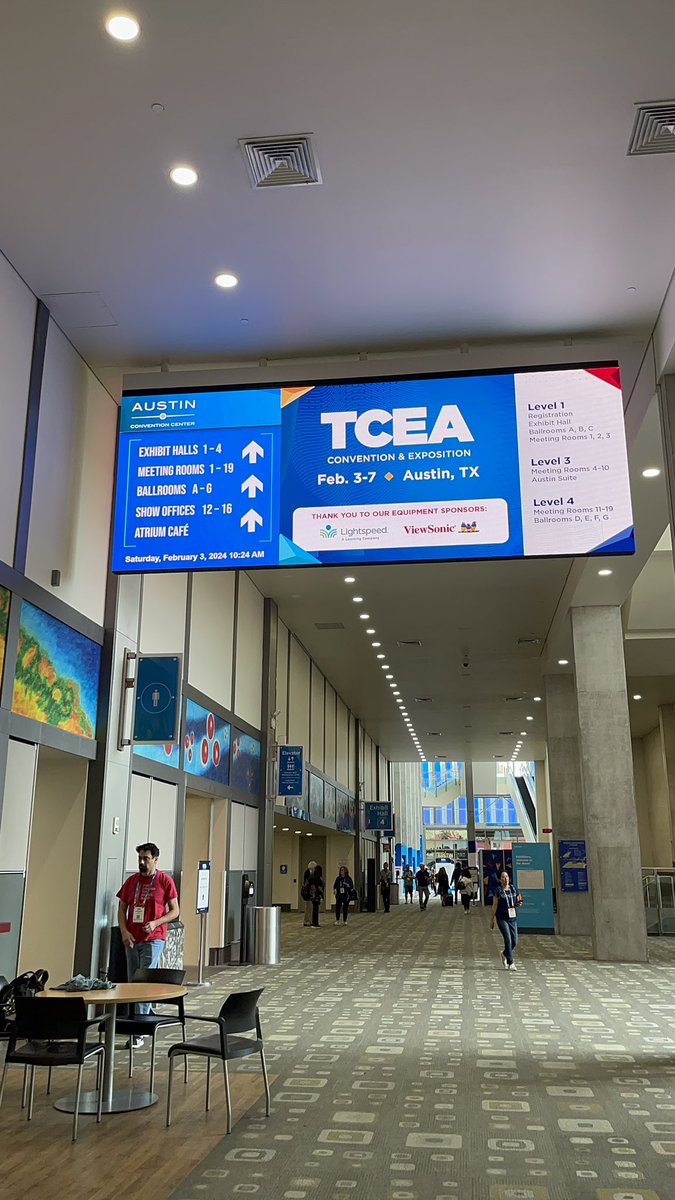 AUSTIN
CONVENTION CENTER
EXHIBIT HALLS 1 - 4
MEETING ROOMS 1 - 19
BALLROOMS A - G
SHOW OFFICES 12 - 16
ATRIUM CAFÉ
Saturday, February 3, 2024 10:24 AM
TCEA
CONVENTION & EXPOSITION
Feb. 3-7 ◆ Austin, TX
THANK YOU TO OUR EQUIPMENT SPONSORS:
Lightspeed.
A Learning Company
ViewSonic
Level 1
Registration
Exhibit Hall
Ballrooms A, B, C
Meeting Rooms 1, 2, 3
Level 3
Meeting Rooms 4-10
Austin Suite
Level 4
Meeting Rooms 11-19
Ballrooms D, E, F, G
Elevator
Exhibit
Hall
4